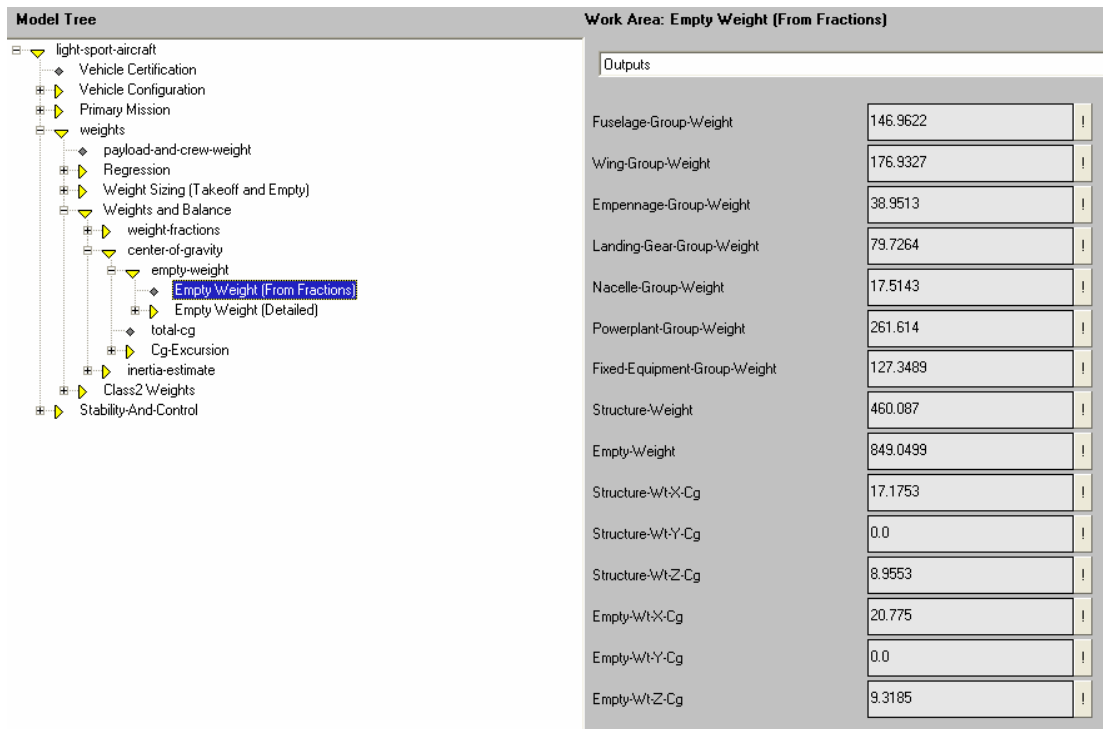 Model Tree
light-sport-aircraft
Vehicle Certification
Vehicle Configuration
Primary Mission
weights
payload-and-crew-weight
Regression
Weight Sizing (Takeoff and Empty)
Weights and Balance
weight-fractions
center-of-gravity
empty-weight
Empty Weight (From Fractions)
Empty Weight (Detailed)
total-cg
Cg-Excursion
inertia-estimate
Class2 Weights
Stability-And-Control
Work Area: Empty Weight (From Fractions)
Outputs
Fuselage-Group-Weight 146.9622 !
Wing-Group-Weight 176.9327 !
Empennage-Group-Weight 38.9513 !
Landing-Gear-Group-Weight 79.7264 !
Nacelle-Group-Weight 17.5143 !
Powerplant-Group-Weight 261.614 !
Fixed-Equipment-Group-Weight 127.3489 !
Structure-Weight 460.087 !
Empty-Weight 849.0499 !
Structure-Wt-X-Cg 17.1753 !
Structure-Wt-Y-Cg 0.0 !
Structure-Wt-Z-Cg 8.9553 !
Empty-Wt-X-Cg 20.775 !
Empty-Wt-Y-Cg 0.0 !
Empty-Wt-Z-Cg 9.3185 !